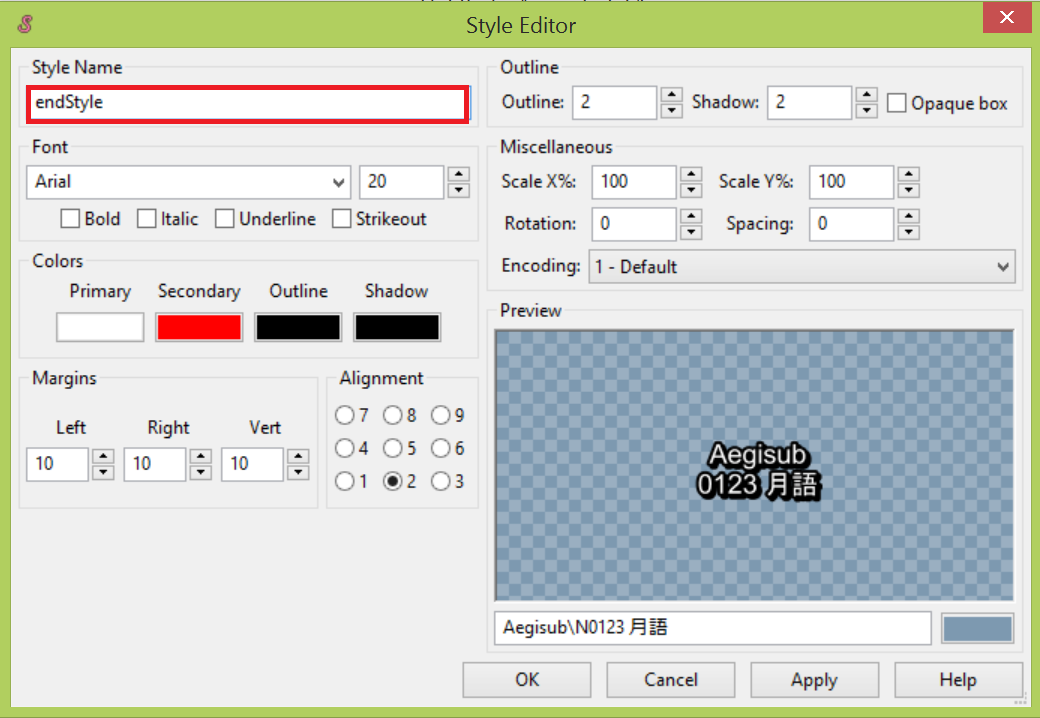 Style Editor
Style Name
endStyle
Font
Arial 20
Bold Italic Underline Strikeout
Colors
Primary Secondary Outline Shadow
Margins
Left Right Vert
10 10 10
Alignment
7 8 9
4 5 6
1 2 3
Outline
Outline: 2 Shadow: 2 Opaque box
Miscellaneous
Scale X%: 100 Scale Y%: 100
Rotation: 0 Spacing: 0
Encoding: 1 - Default
Preview
Aegisub
0123 月語
Aegisub\N0123 月語
OK Cancel Apply Help